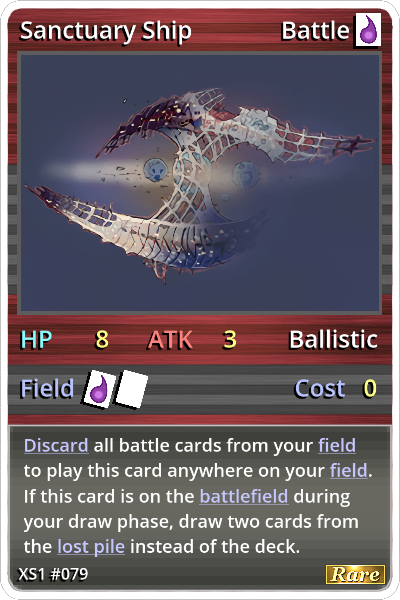 Sanctuary Ship Battle
HP 8 ATK 3 Ballistic
Field Cost 0
Discard all battle cards from your field
to play this card anywhere on your field.
If this card is on the battlefield during
your draw phase, draw two cards from
the lost pile instead of the deck.
XS1 #079 Rare